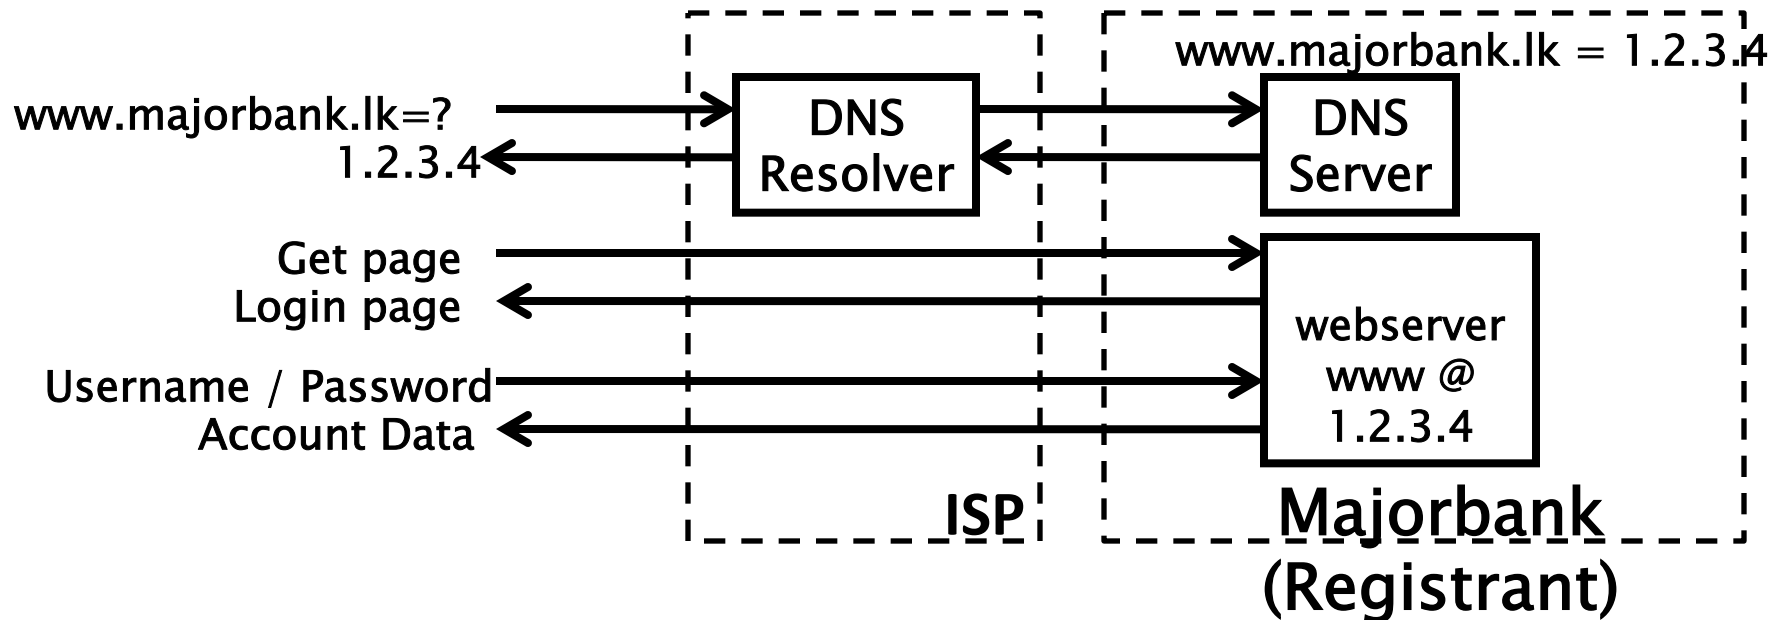 www.majorbank.lk = 1.2.3.4
www.majorbank.lk=?
1.2.3.4
DNS
Resolver
DNS
Server
Get page
Login page
Username / Password
Account Data
webserver
www @
1.2.3.4
ISP
Majorbank
(Registrant)